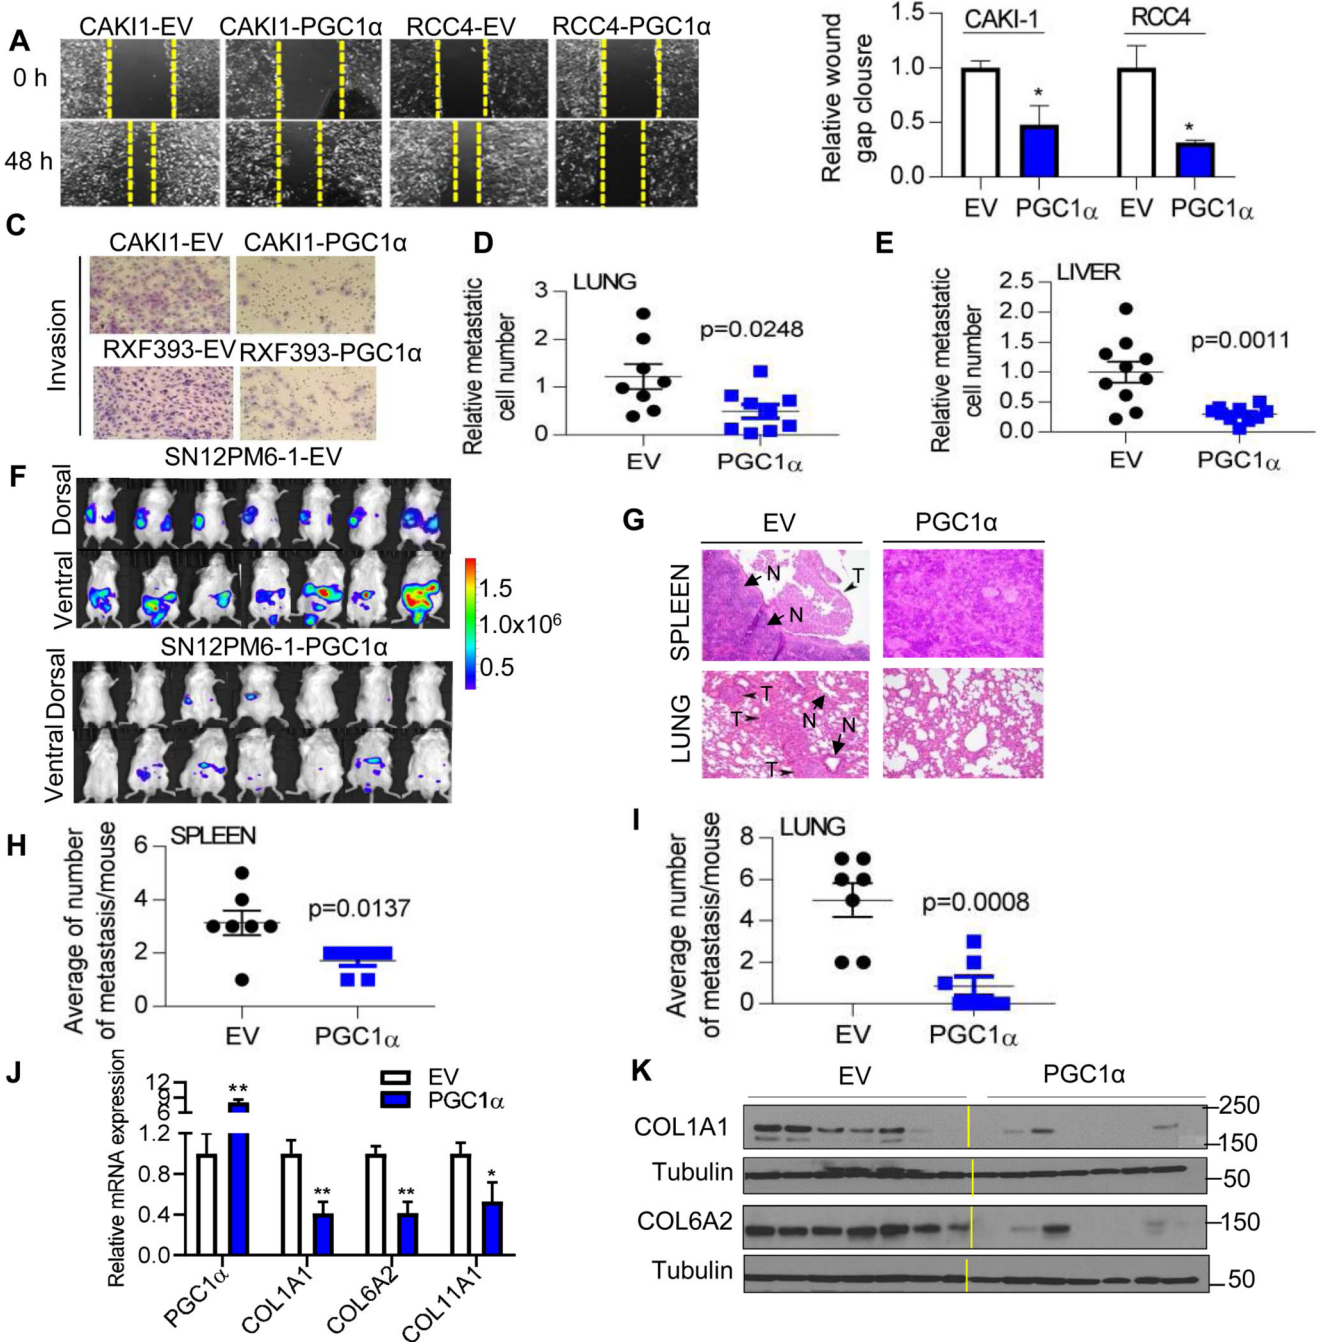 A
CAKI1-EV CAKI1-PGC1α RCC4-EV RCC4-PGC1α
0 h
48 h
Relative wound
gap clousre
1.5
1.0
0.5
0.0
CAKI-1 RCC4
*
*
EV PGC1α EV PGC1α
C
Invasion
CAKI1-EV CAKI1-PGC1α
RXF393-EV RXF393-PGC1α
D
Relative metastatic
cell number
LUNG
3
2
1
0
p=0.0248
EV PGC1α
E
Relative metastatic
cell number
LIVER
2.5
2.0
1.5
1.0
0.5
0.0
p=0.0011
EV PGC1α
F
SN12PM6-1-EV
Dorsal
Ventral
SN12PM6-1-PGC1α
Dorsal
Ventral
1.5
1.0x10⁶
0.5
G
EV PGC1α
SPLEEN
N
N
T
LUNG
T
T
T
N
N
H
Average of number
of metastasis/mouse
SPLEEN
6
4
2
0
p=0.0137
EV PGC1α
I
Average number
of metastasis/mouse
LUNG
8
6
4
2
0
p=0.0008
EV PGC1α
J
Relative mRNA expression
12
9
6
1.2
0.8
0.4
0.0
EV
PGC1α
**
**
**
*
PGC1α COL1A1 COL6A2 COL11A1
K
EV PGC1α
COL1A1
250
150
Tubulin
50
COL6A2
150
Tubulin
50